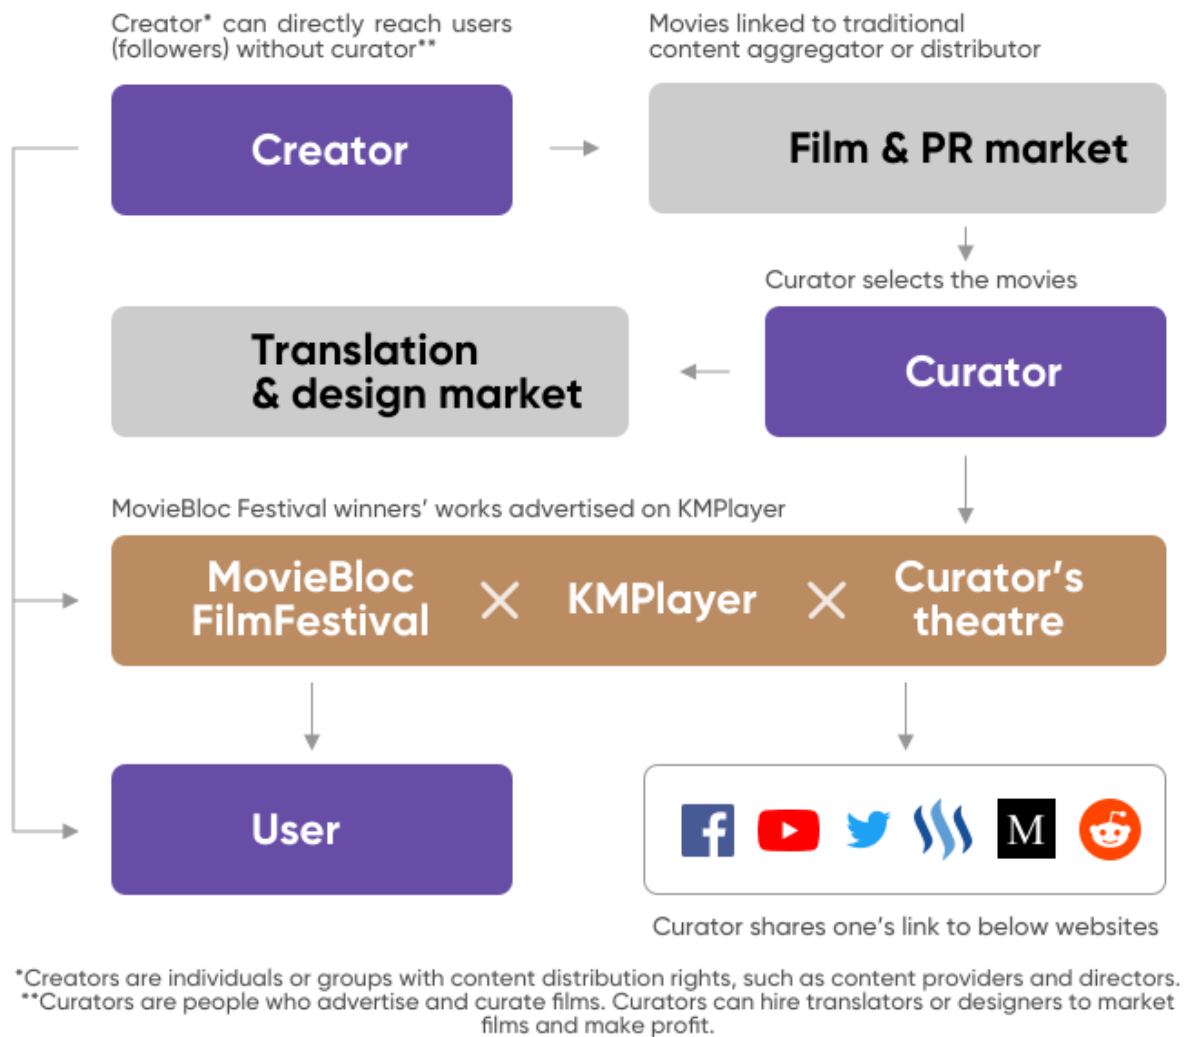 Creator* can directly reach users
(followers) without curator**
Movies linked to traditional
content aggregator or distributor
Creator
Film & PR market
Curator selects the movies
Translation
& design market
Curator
MovieBloc Festival winners’ works advertised on KMPlayer
MovieBloc
FilmFestival
KMPlayer
Curator’s
theatre
User
f
M
Curator shares one’s link to below websites
*Creators are individuals or groups with content distribution rights, such as content providers and directors.
**Curators are people who advertise and curate films. Curators can hire translators or designers to market
films and make profit.